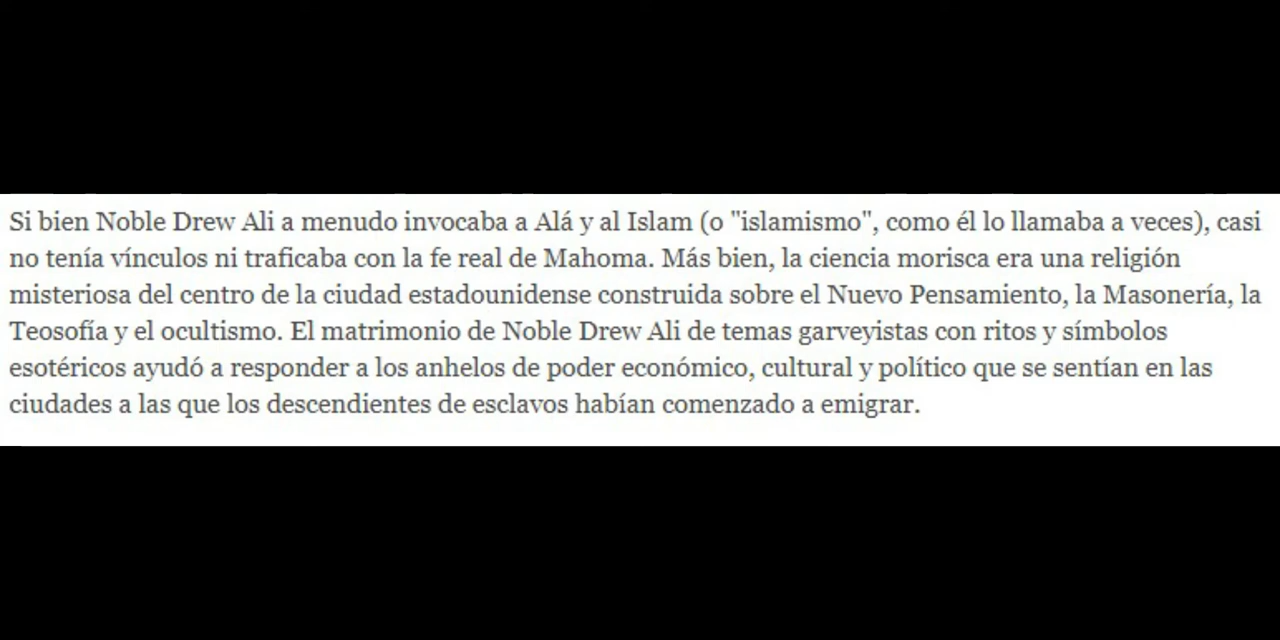 Si bien Noble Drew Ali a menudo invocaba a Alá y al Islam (o "islamismo", como él lo llamaba a veces), casi
no tenía vínculos ni traficaba con la fe real de Mahoma. Más bien, la ciencia morisca era una religión
misteriosa del centro de la ciudad estadounidense construida sobre el Nuevo Pensamiento, la Masonería, la
Teosofía y el ocultismo. El matrimonio de Noble Drew Ali de temas garveyistas con ritos y símbolos
esotéricos ayudó a responder a los anhelos de poder económico, cultural y político que se sentían en las
ciudades a las que los descendientes de esclavos habían comenzado a emigrar.